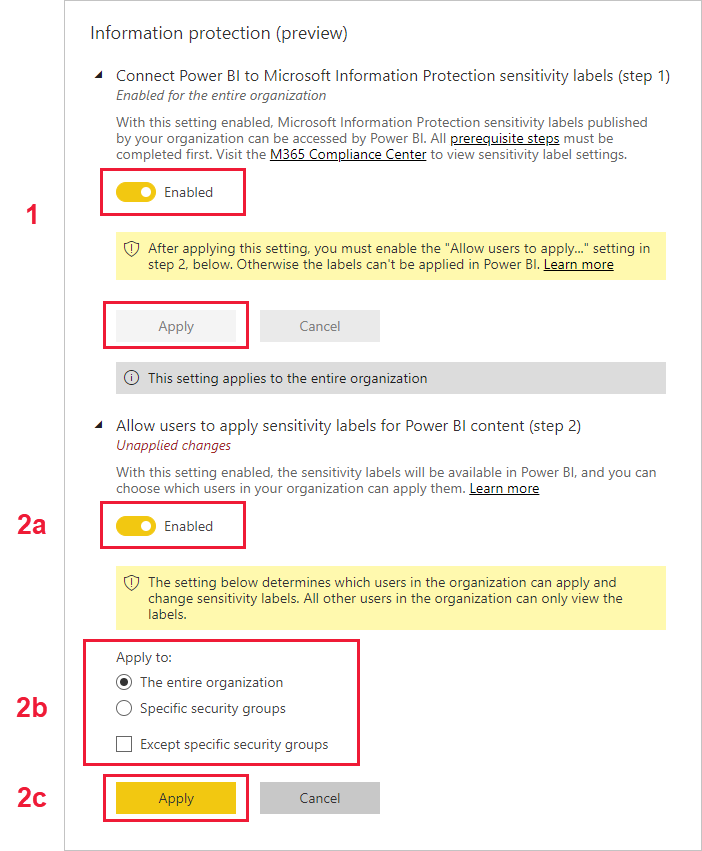 Information protection (preview)
Connect Power BI to Microsoft Information Protection sensitivity labels (step 1)
Enabled for the entire organization
With this setting enabled, Microsoft Information Protection sensitivity labels published
by your organization can be accessed by Power BI. All prerequisite steps must be
completed first. Visit the M365 Compliance Center to view sensitivity label settings.
1
Enabled
After applying this setting, you must enable the "Allow users to apply..." setting in
step 2, below. Otherwise the labels can't be applied in Power BI. Learn more
Apply
Cancel
This setting applies to the entire organization
Allow users to apply sensitivity labels for Power BI content (step 2)
Unapplied changes
With this setting enabled, the sensitivity labels will be available in Power BI, and you can
choose which users in your organization can apply them. Learn more
2a
Enabled
The setting below determines which users in the organization can apply and
change sensitivity labels. All other users in the organization can only view the
labels.
2b
Apply to:
The entire organization
Specific security groups
Except specific security groups
2c
Apply
Cancel